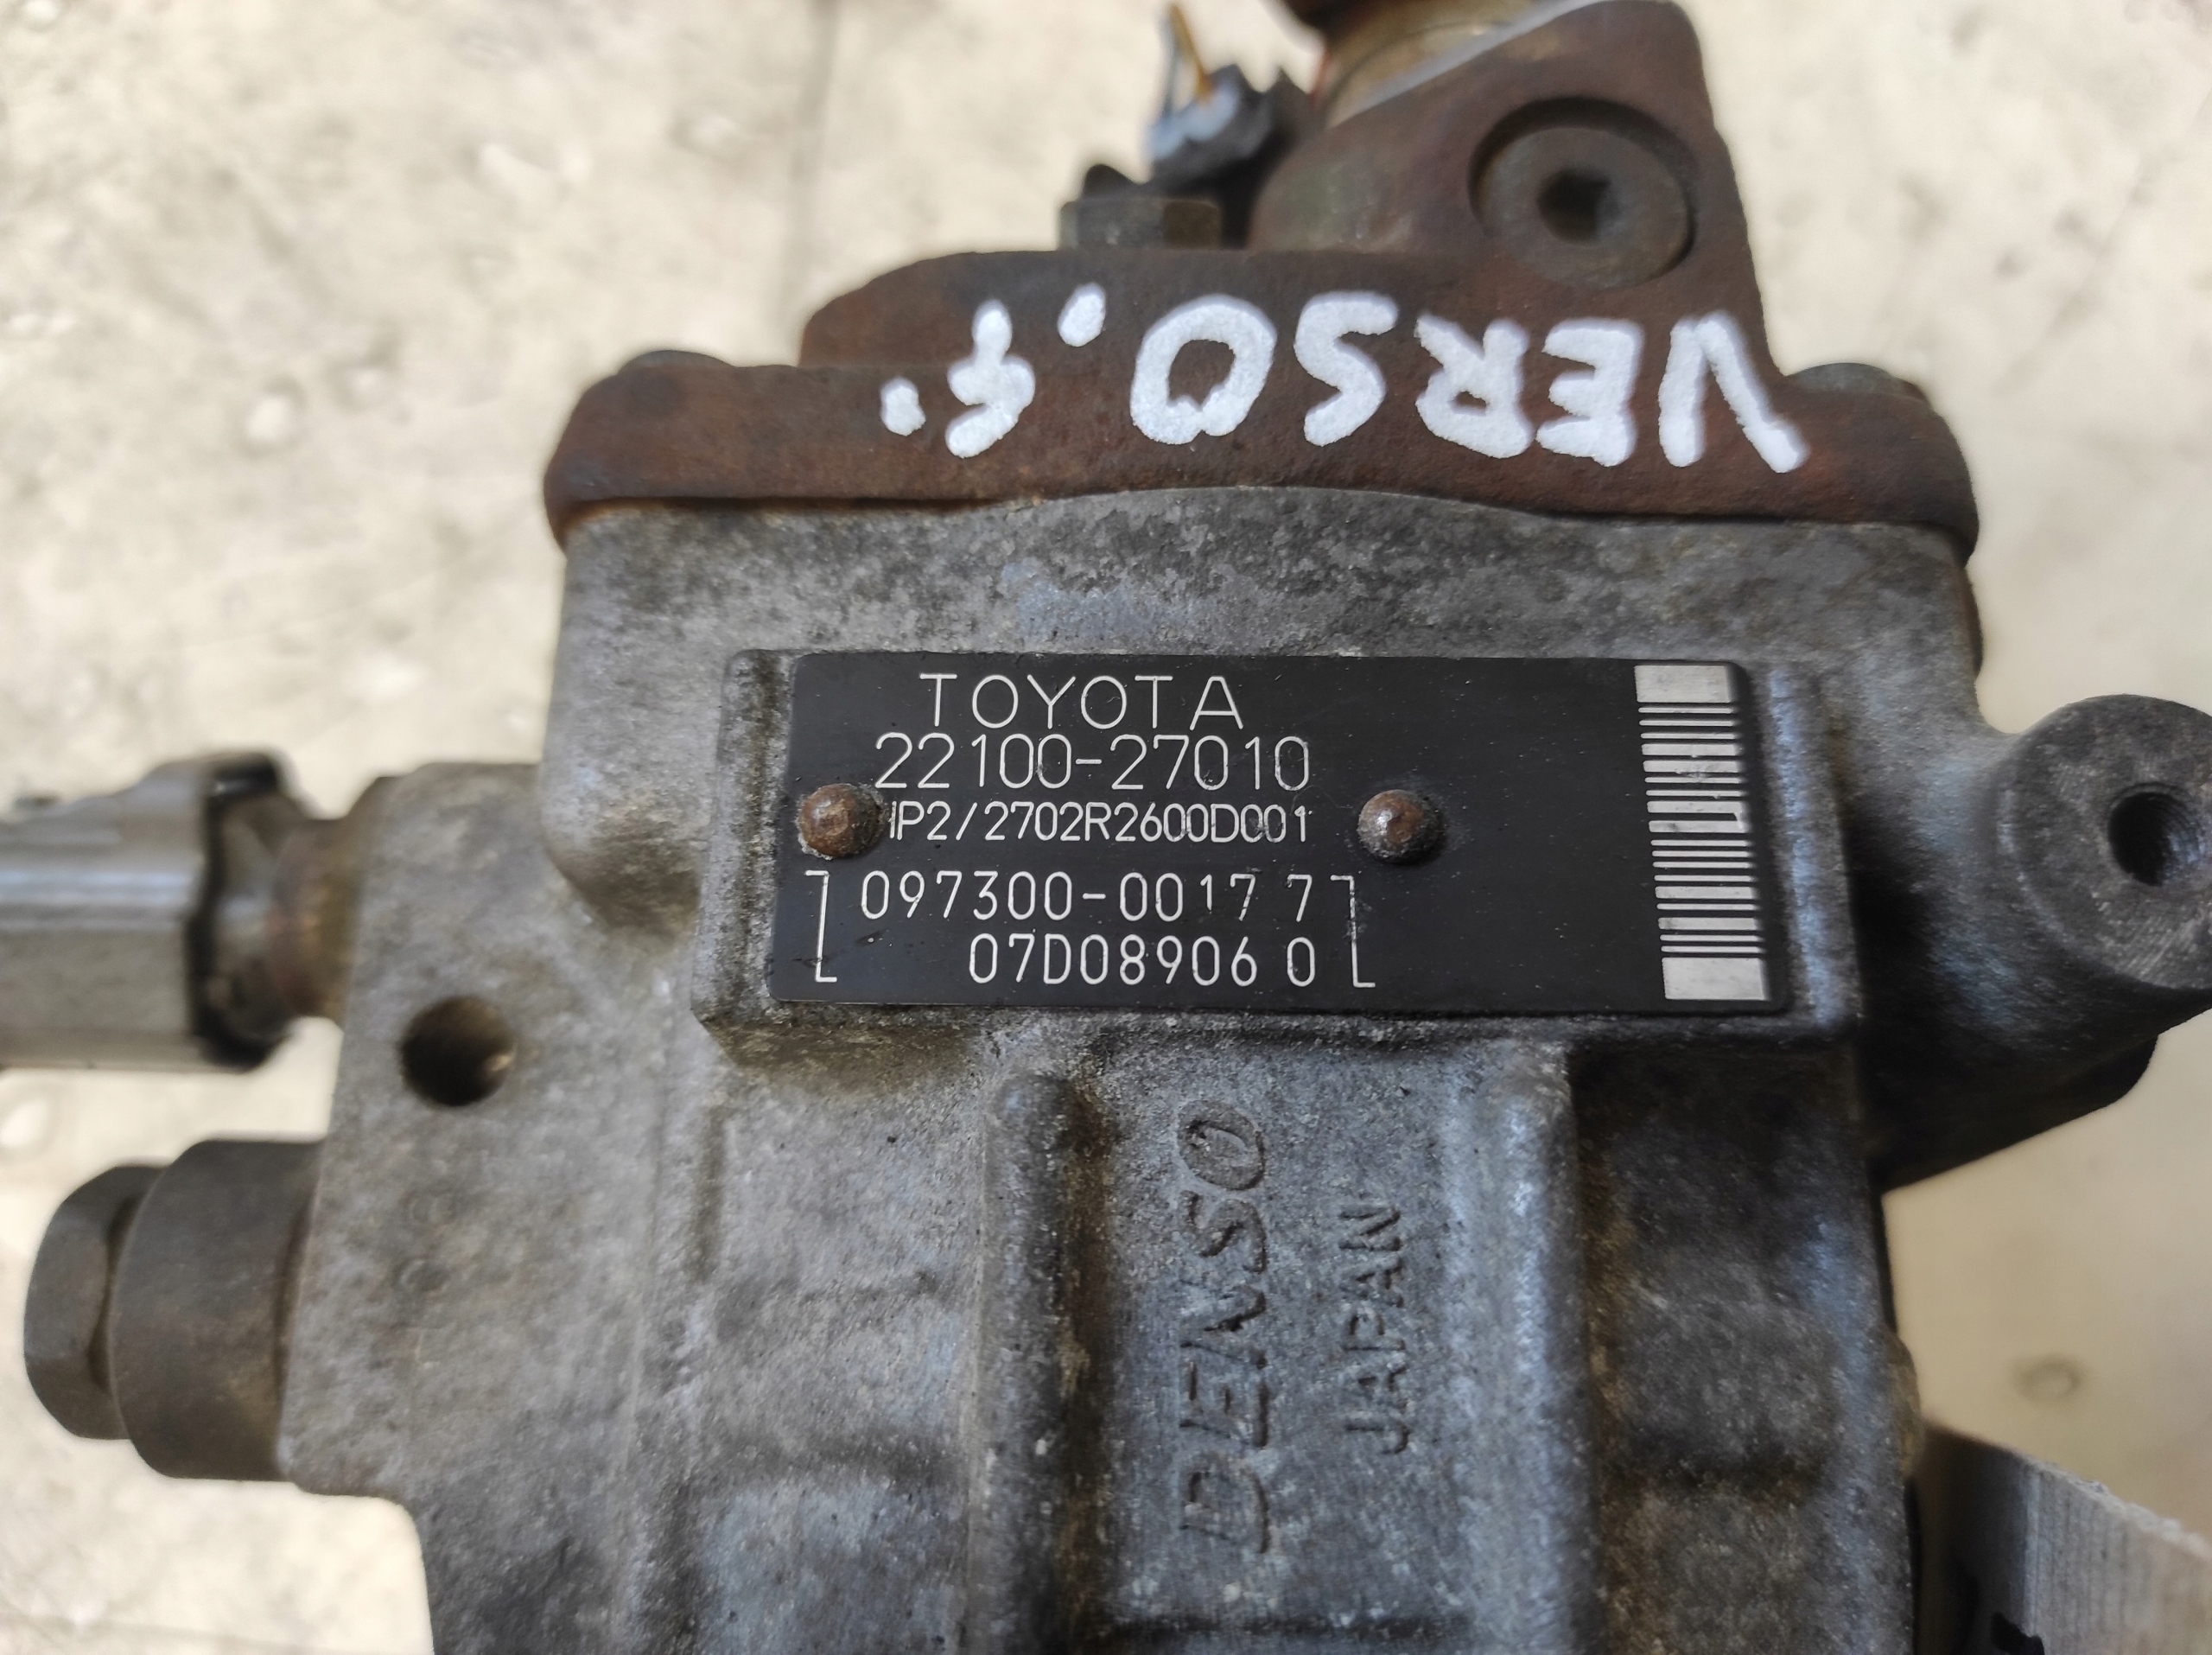 VERSO,
TOYOTA
22100-27010
HP2/2702R2600D001
097300-0017 7
07D08906 0
DENSO
JAPAN